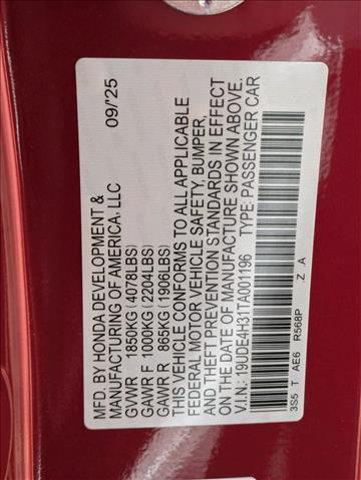 MFD. BY HONDA DEVELOPMENT & 09/'25
MANUFACTURING OF AMERICA, LLC
GVWR 1850KG(4078LBS)
GAWR F 1000KG(2204LBS)
GAWR R 865KG(1906LBS)
THIS VEHICLE CONFORMS TO ALL APPLICABLE
FEDERAL MOTOR VEHICLE SAFETY, BUMPER,
AND THEFT PREVENTION STANDARDS IN EFFECT
ON THE DATE OF MANUFACTURE SHOWN ABOVE.
V.I.N.: 19UDE4H31TA001196 TYPE: PASSENGER CAR
3S5 T AE6 R568P Z A